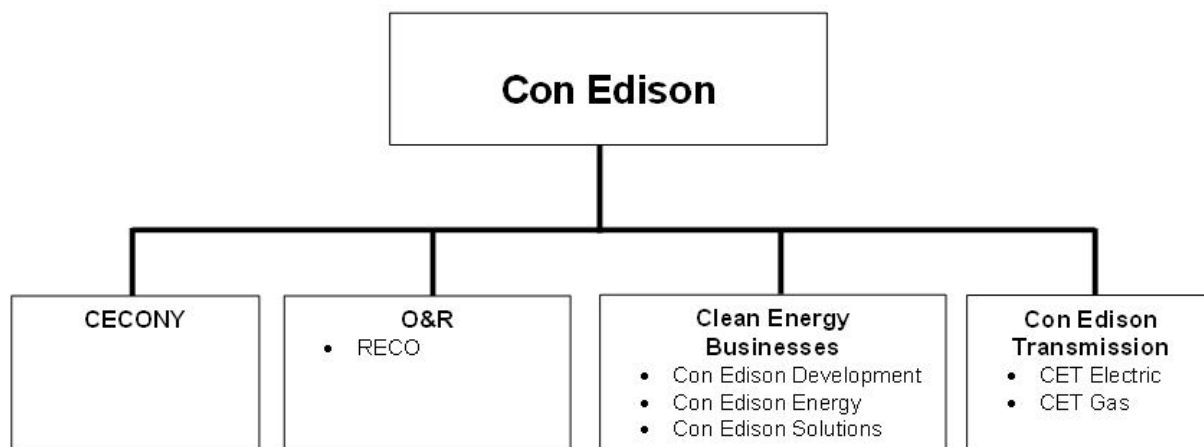 Con Edison
CECONY
O&R
• RECO
Clean Energy
Businesses
• Con Edison Development
• Con Edison Energy
• Con Edison Solutions
Con Edison
Transmission
• CET Electric
• CET Gas